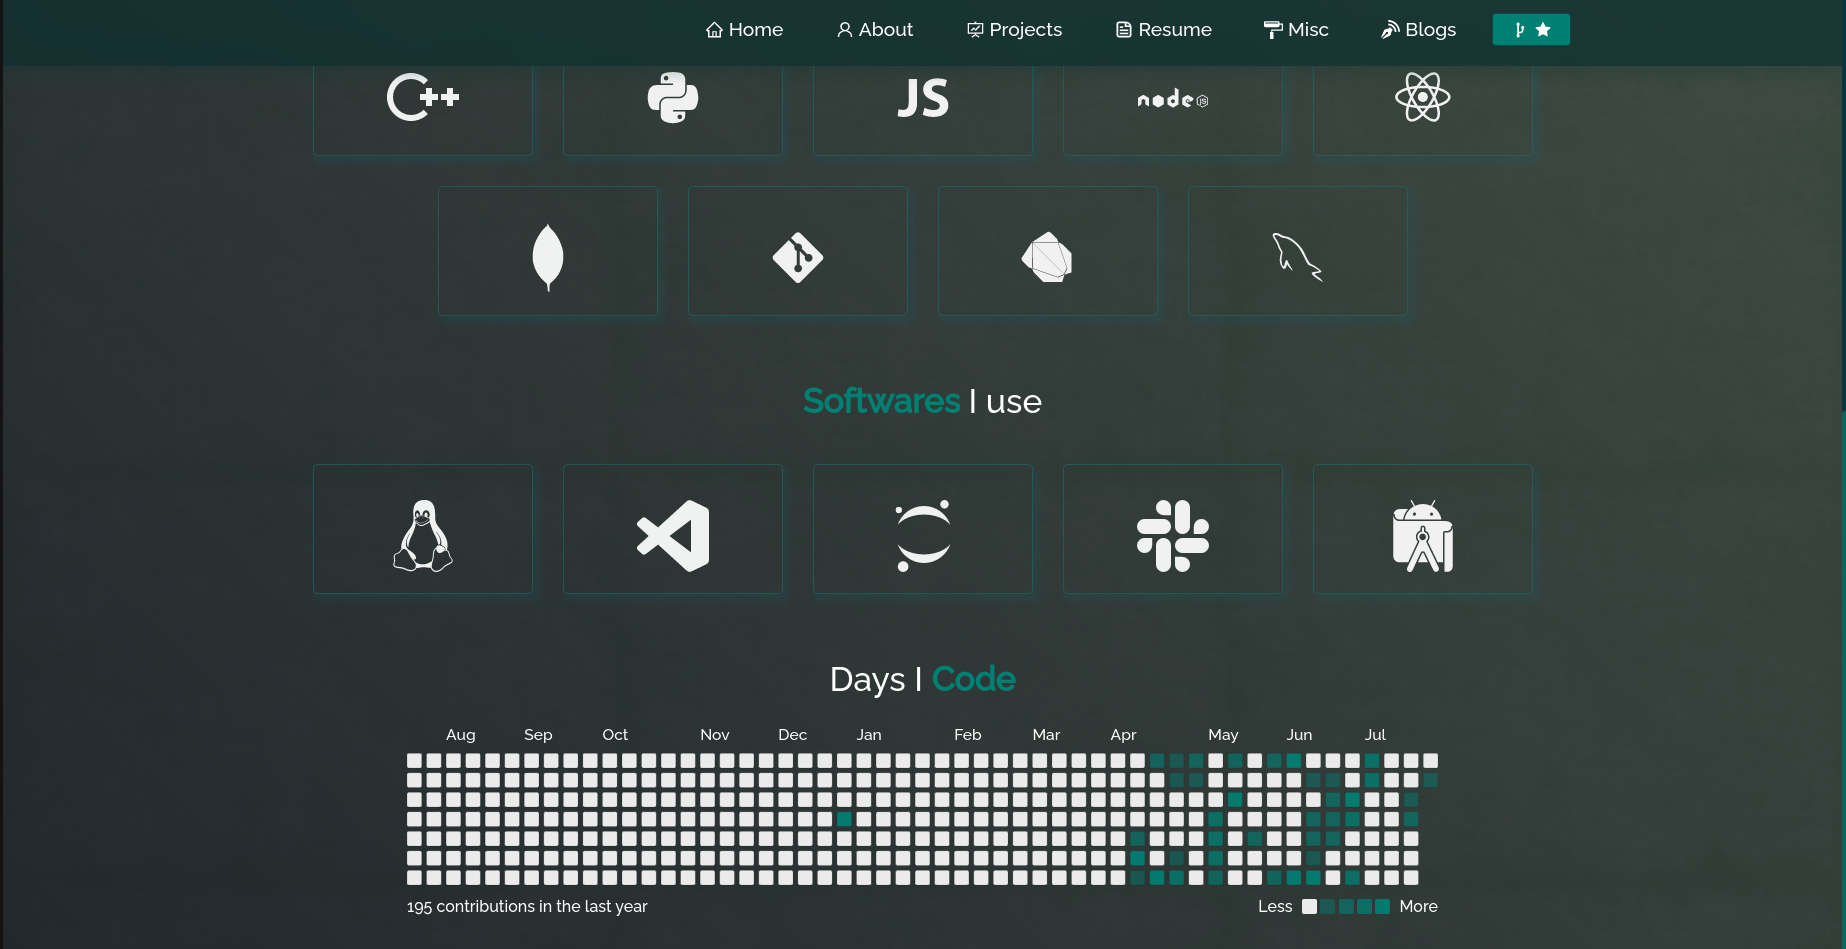 Home About Projects Resume Misc Blogs
C++ JS node JS
Softwares I use
Days I Code
Aug Sep Oct Nov Dec Jan Feb Mar Apr May Jun Jul
195 contributions in the last year Less More